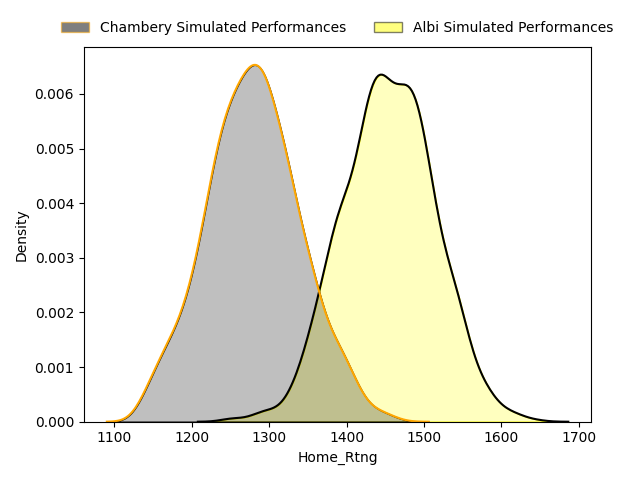 Chambery Simulated Performances Albi Simulated Performances
0.006
0.005
0.004
0.003
0.002
0.001
0.000
Density
1100 1200 1300 1400 1500 1600 1700
Home_Rtng